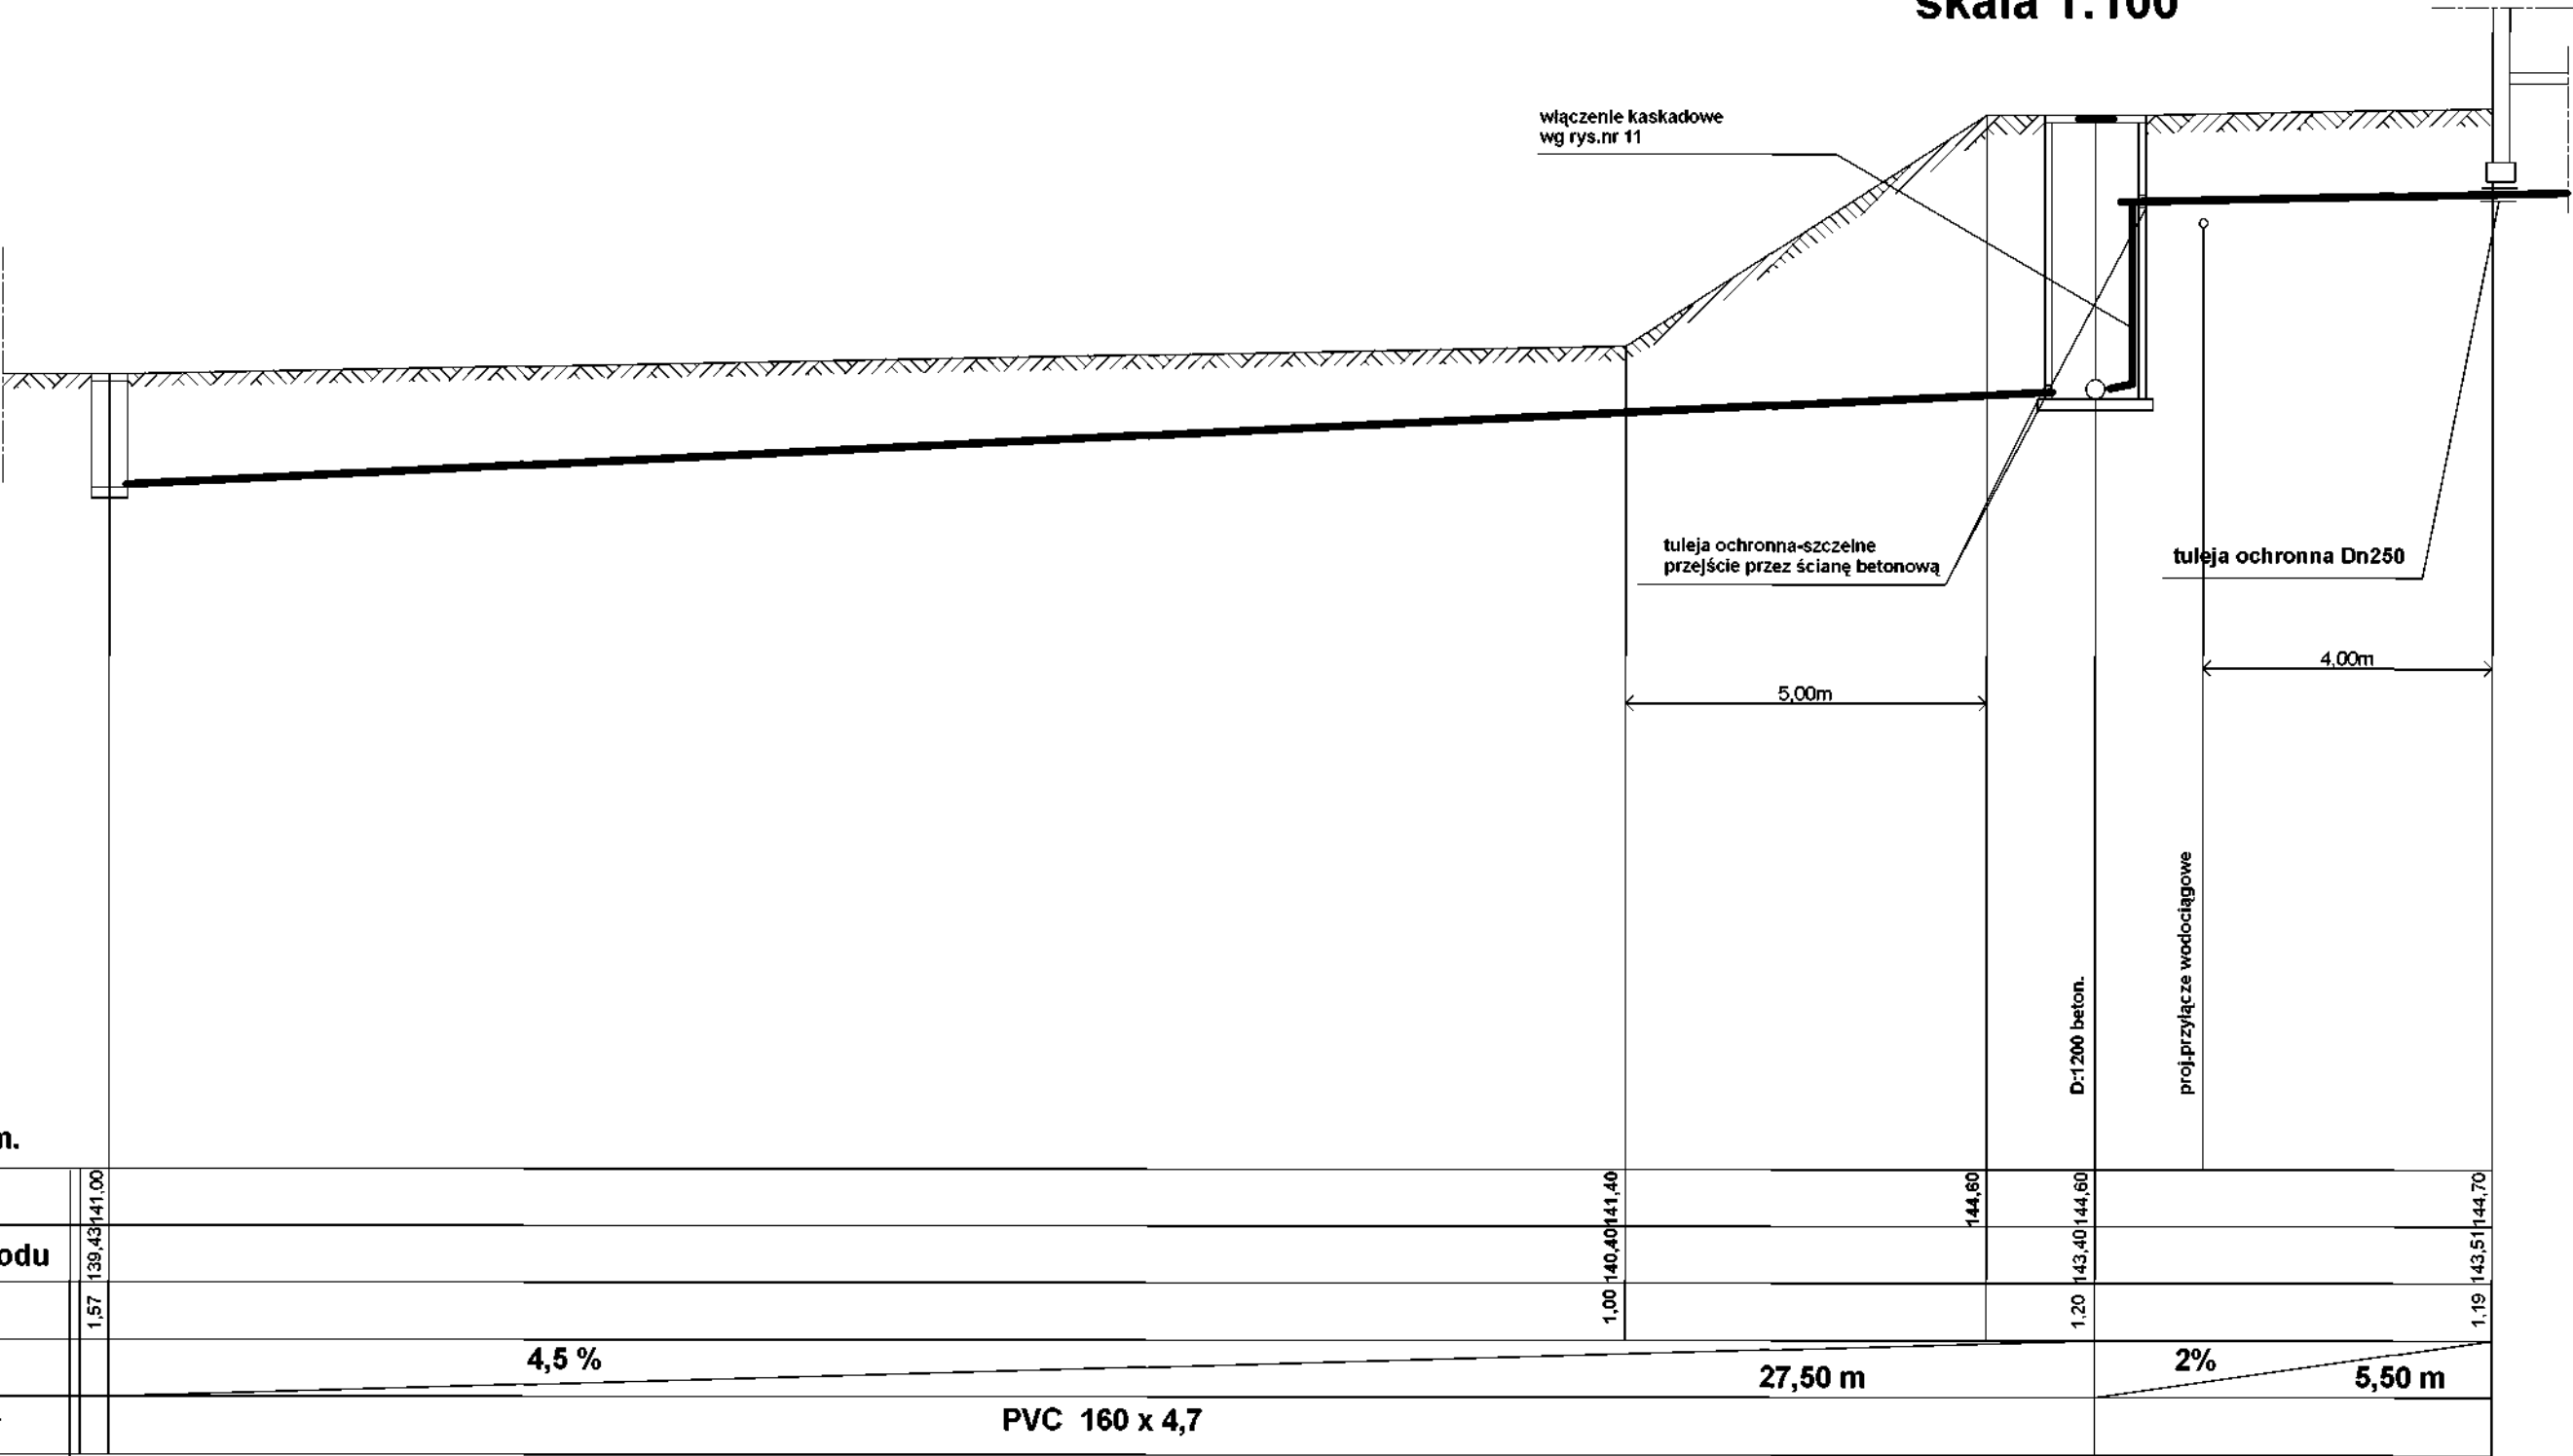 skala 1:100
włączenie kaskadowe
wg rys.nr 11
tuleja ochronna-szczelne
przejście przez ścianę betonową
tuleja ochronna Dn250
4,00m
5,00m
D:1200 beton.
proj.przyłącze wodociągowe
m.
141,00
141,40
144,60
144,60
144,70
odu
139,43
140,40
143,40
143,51
1,57
1,00
1,20
1,19
4,5 %
27,50 m
2%
5,50 m
PVC 160 x 4,7